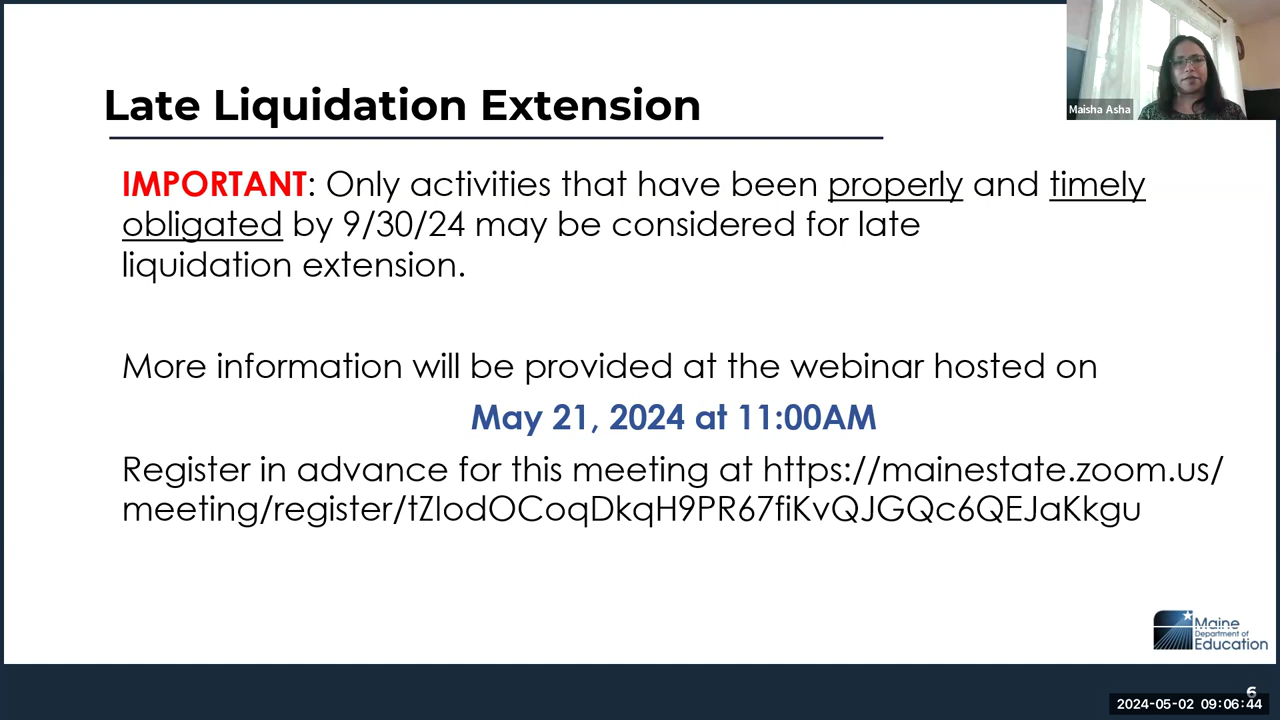 Maisha Asha
Late Liquidation Extension
IMPORTANT: Only activities that have been properly and timely
obligated by 9/30/24 may be considered for late
liquidation extension.
More information will be provided at the webinar hosted on
May 21, 2024 at 11:00AM
Register in advance for this meeting at https://mainestate.zoom.us/
meeting/register/tZIodOCoqDkqH9PR67fiKvQJGQc6QEJaKkgu
Maine
Department of
Education
6
2024-05-02 09:06:44